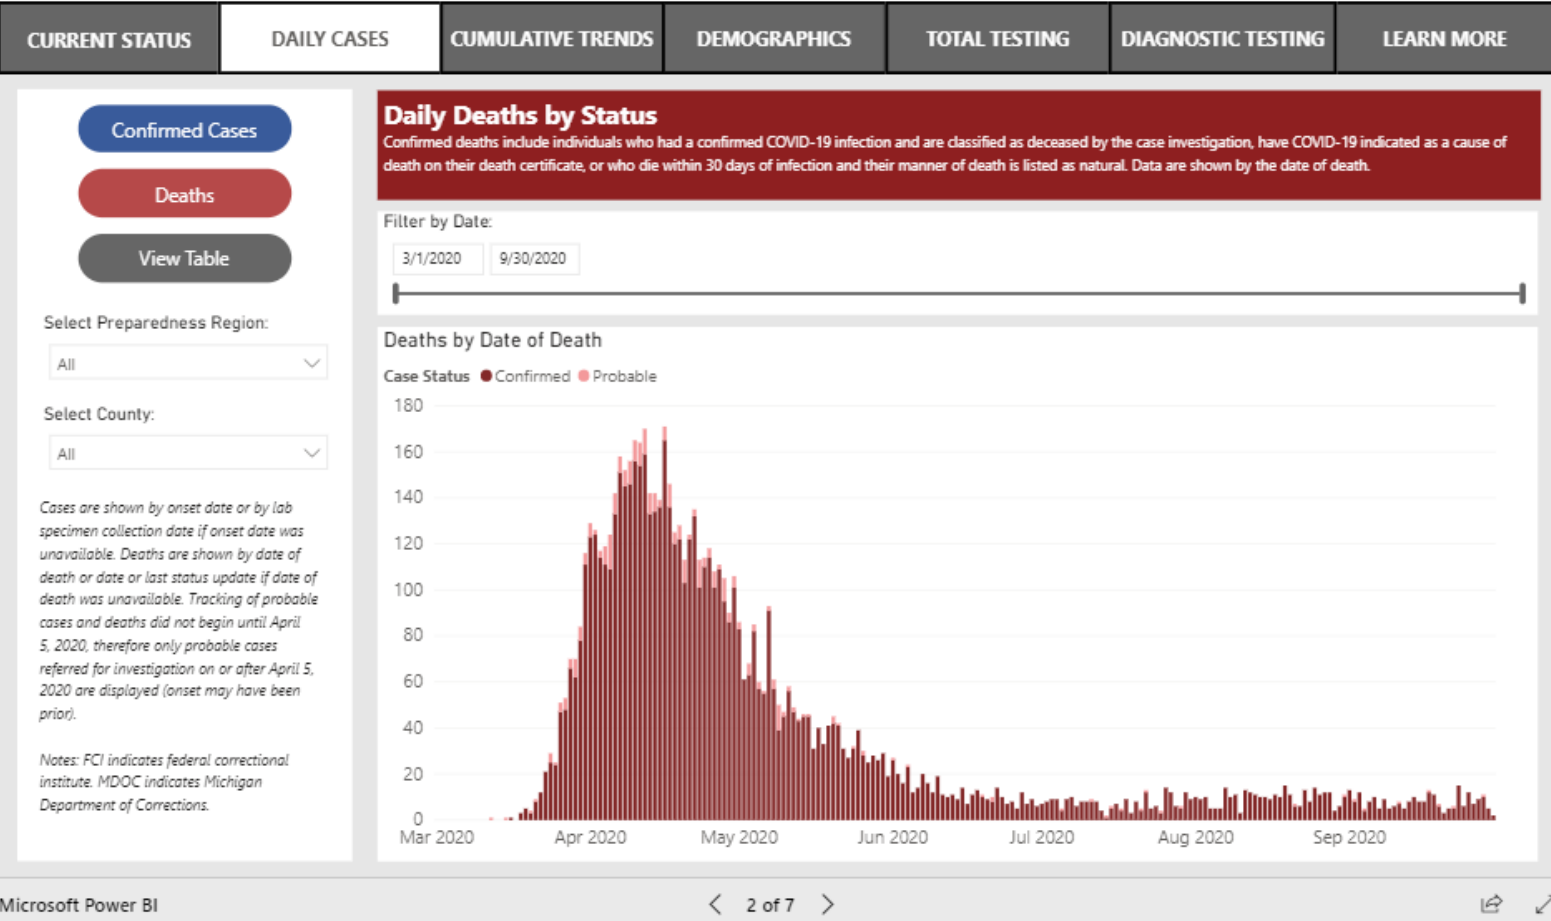 CURRENT STATUS
DAILY CASES
CUMULATIVE TRENDS
DEMOGRAPHICS
TOTAL TESTING
DIAGNOSTIC TESTING
LEARN MORE
Confirmed Cases
Deaths
View Table
Select Preparedness Region:
All
Select County:
All
Cases are shown by onset date or by lab
specimen collection date if onset date was
unavailable. Deaths are shown by date of
death or date or last status update if date of
death was unavailable. Tracking of probable
cases and deaths did not begin until April
5, 2020, therefore only probable cases
referred for investigation on or after April 5,
2020 are displayed (onset may have been
prior).
Notes: FCI indicates federal correctional
institute. MDOC indicates Michigan
Department of Corrections.
Daily Deaths by Status
Confirmed deaths include individuals who had a confirmed COVID-19 infection and are classified as deceased by the case investigation, have COVID-19 indicated as a cause of
death on their death certificate, or who die within 30 days of infection and their manner of death is listed as natural. Data are shown by the date of death.
Filter by Date:
3/1/2020
9/30/2020
Deaths by Date of Death
Case Status Confirmed Probable
180
160
140
120
100
80
60
40
20
0
Mar 2020
Apr 2020
May 2020
Jun 2020
Jul 2020
Aug 2020
Sep 2020
Microsoft Power BI
2 of 7